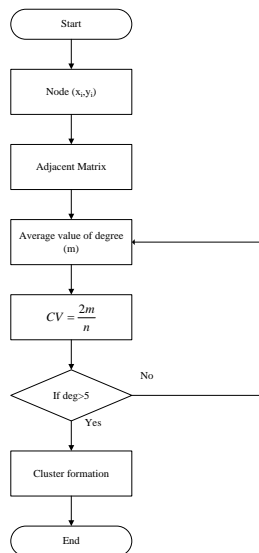 Start
Node (xᵢ,yᵢ)
Adjacent Matrix
Average value of degree
(m)
CV = 2m/n
If deg>5
No
Yes
Cluster formation
End